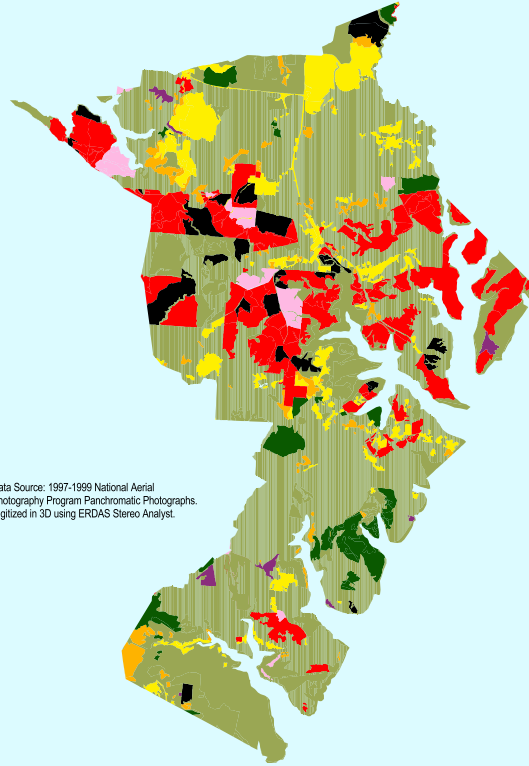 ata Source: 1997-1999 National Aerial
hotography Program Panchromatic Photographs.
igitized in 3D using ERDAS Stereo Analyst.